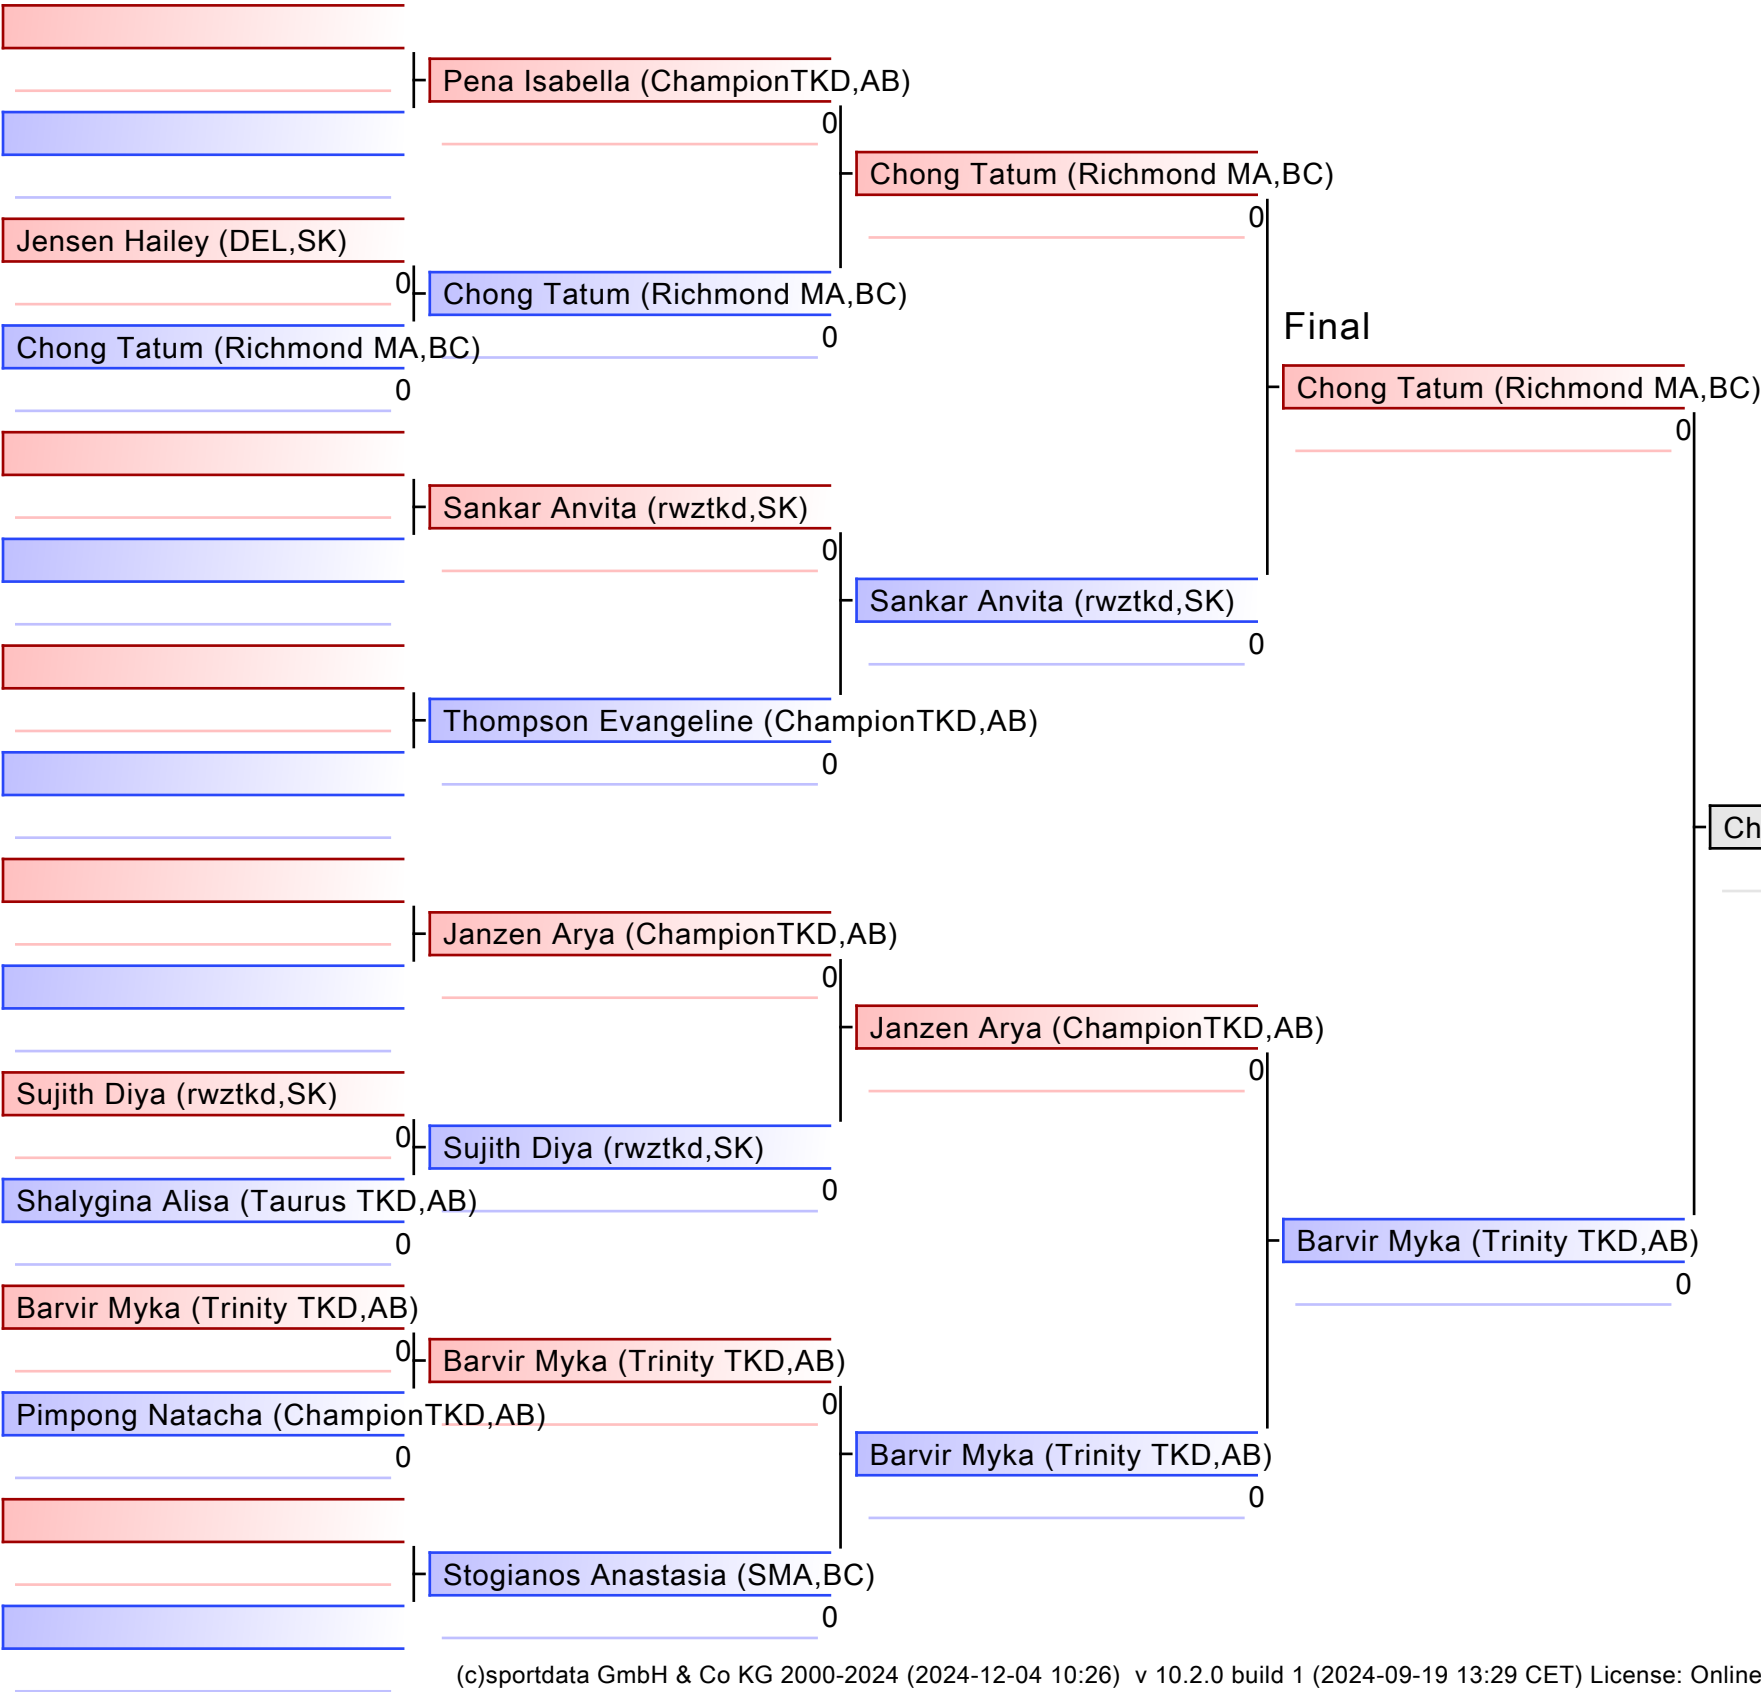 Pena Isabella (ChampionTKD,AB)
0
Chong Tatum (Richmond MA,BC)
0
Jensen Hailey (DEL,SK)
0
Chong Tatum (Richmond MA,BC)
0
Chong Tatum (Richmond MA,BC)
0
Final
Chong Tatum (Richmond MA,BC)
0
Sankar Anvita (rwztkd,SK)
0
Sankar Anvita (rwztkd,SK)
0
Thompson Evangeline (ChampionTKD,AB)
0
Ch
Janzen Arya (ChampionTKD,AB)
0
Janzen Arya (ChampionTKD,AB)
0
Sujith Diya (rwztkd,SK)
0
Sujith Diya (rwztkd,SK)
0
Shalygina Alisa (Taurus TKD,AB)
0
Barvir Myka (Trinity TKD,AB)
0
Barvir Myka (Trinity TKD,AB)
0
Barvir Myka (Trinity TKD,AB)
0
Pimpong Natacha (ChampionTKD,AB)
0
Barvir Myka (Trinity TKD,AB)
0
Stogianos Anastasia (SMA,BC)
0
(c)sportdata GmbH & Co KG 2000-2024 (2024-12-04 10:26) v 10.2.0 build 1 (2024-09-19 13:29 CET) License: Online